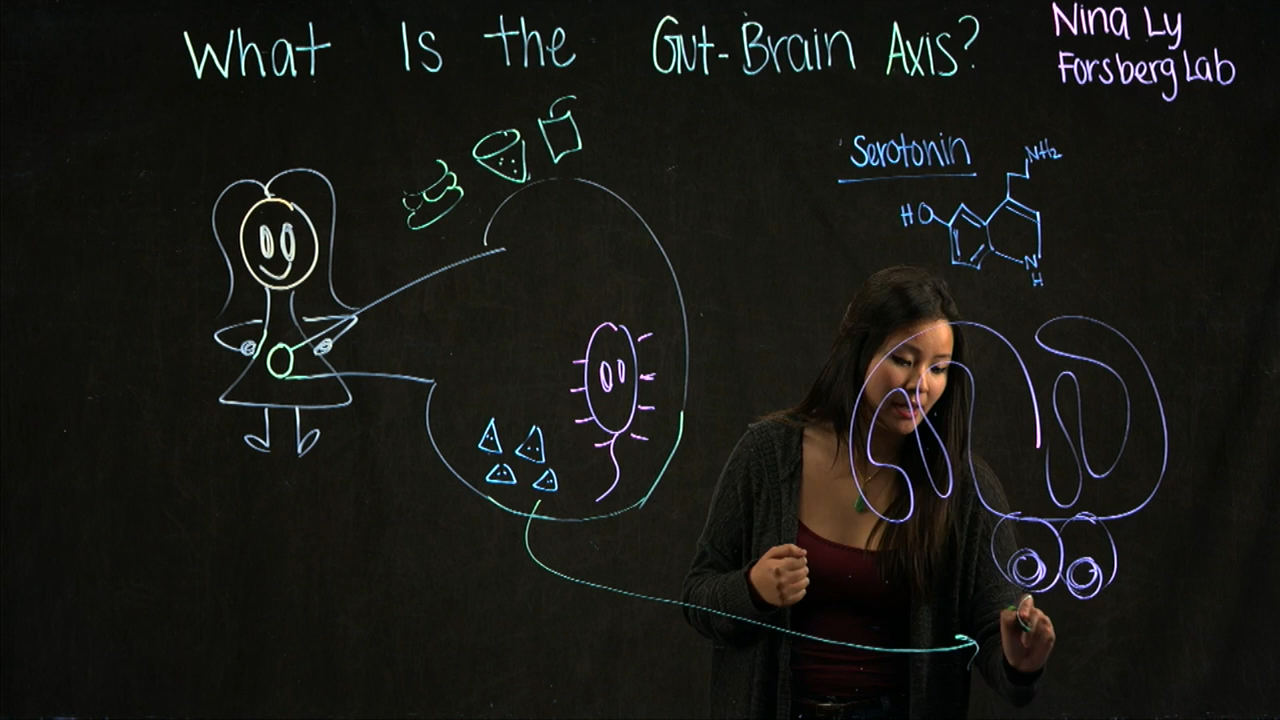 What Is the Gut-Brain Axis?
Nina Ly
Forsberg Lab
Serotonin
NH2
HO
N
H